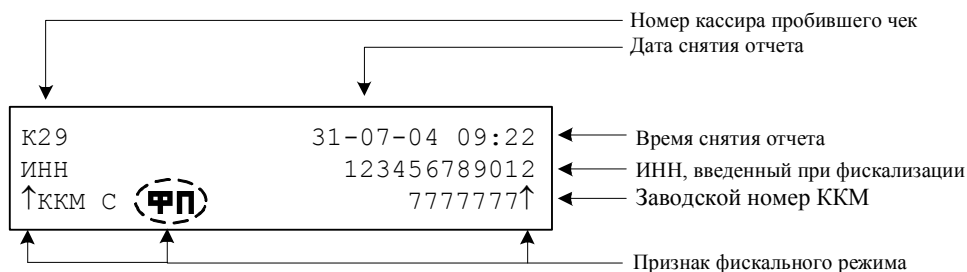 Номер кассира пробившего чек
Дата снятия отчета
К29 31-07-04 09:22
Время снятия отчета
ИНН 123456789012
ИНН, введенный при фискализации
↑ККМ С ФП 7777777↑
Заводской номер ККМ
Признак фискального режима